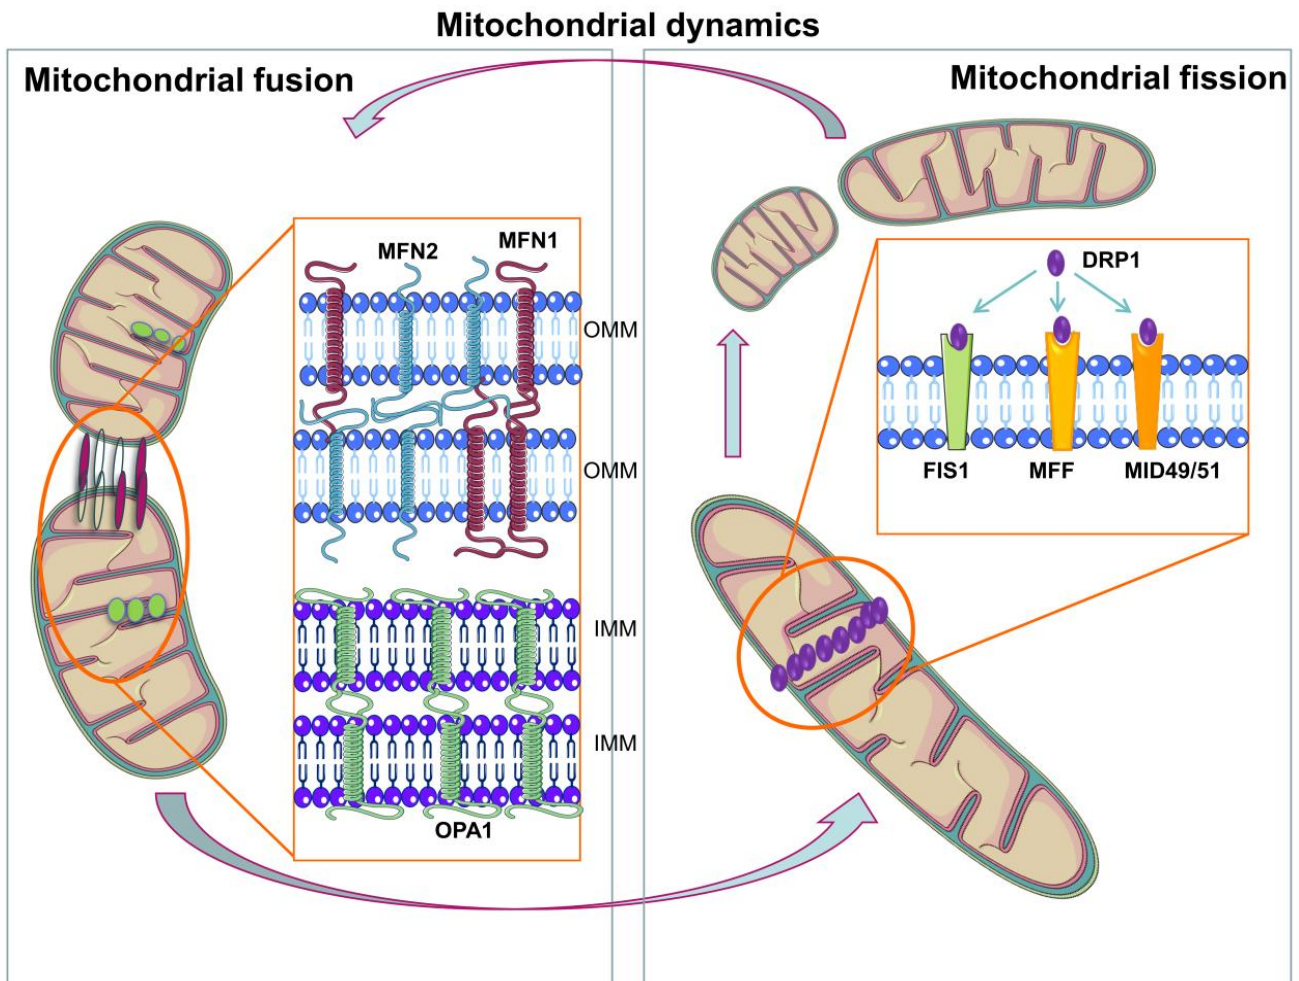 Mitochondrial dynamics
Mitochondrial fusion
Mitochondrial fission
MFN2
MFN1
OMM
OMM
IMM
IMM
OPA1
DRP1
FIS1
MFF
MID49/51